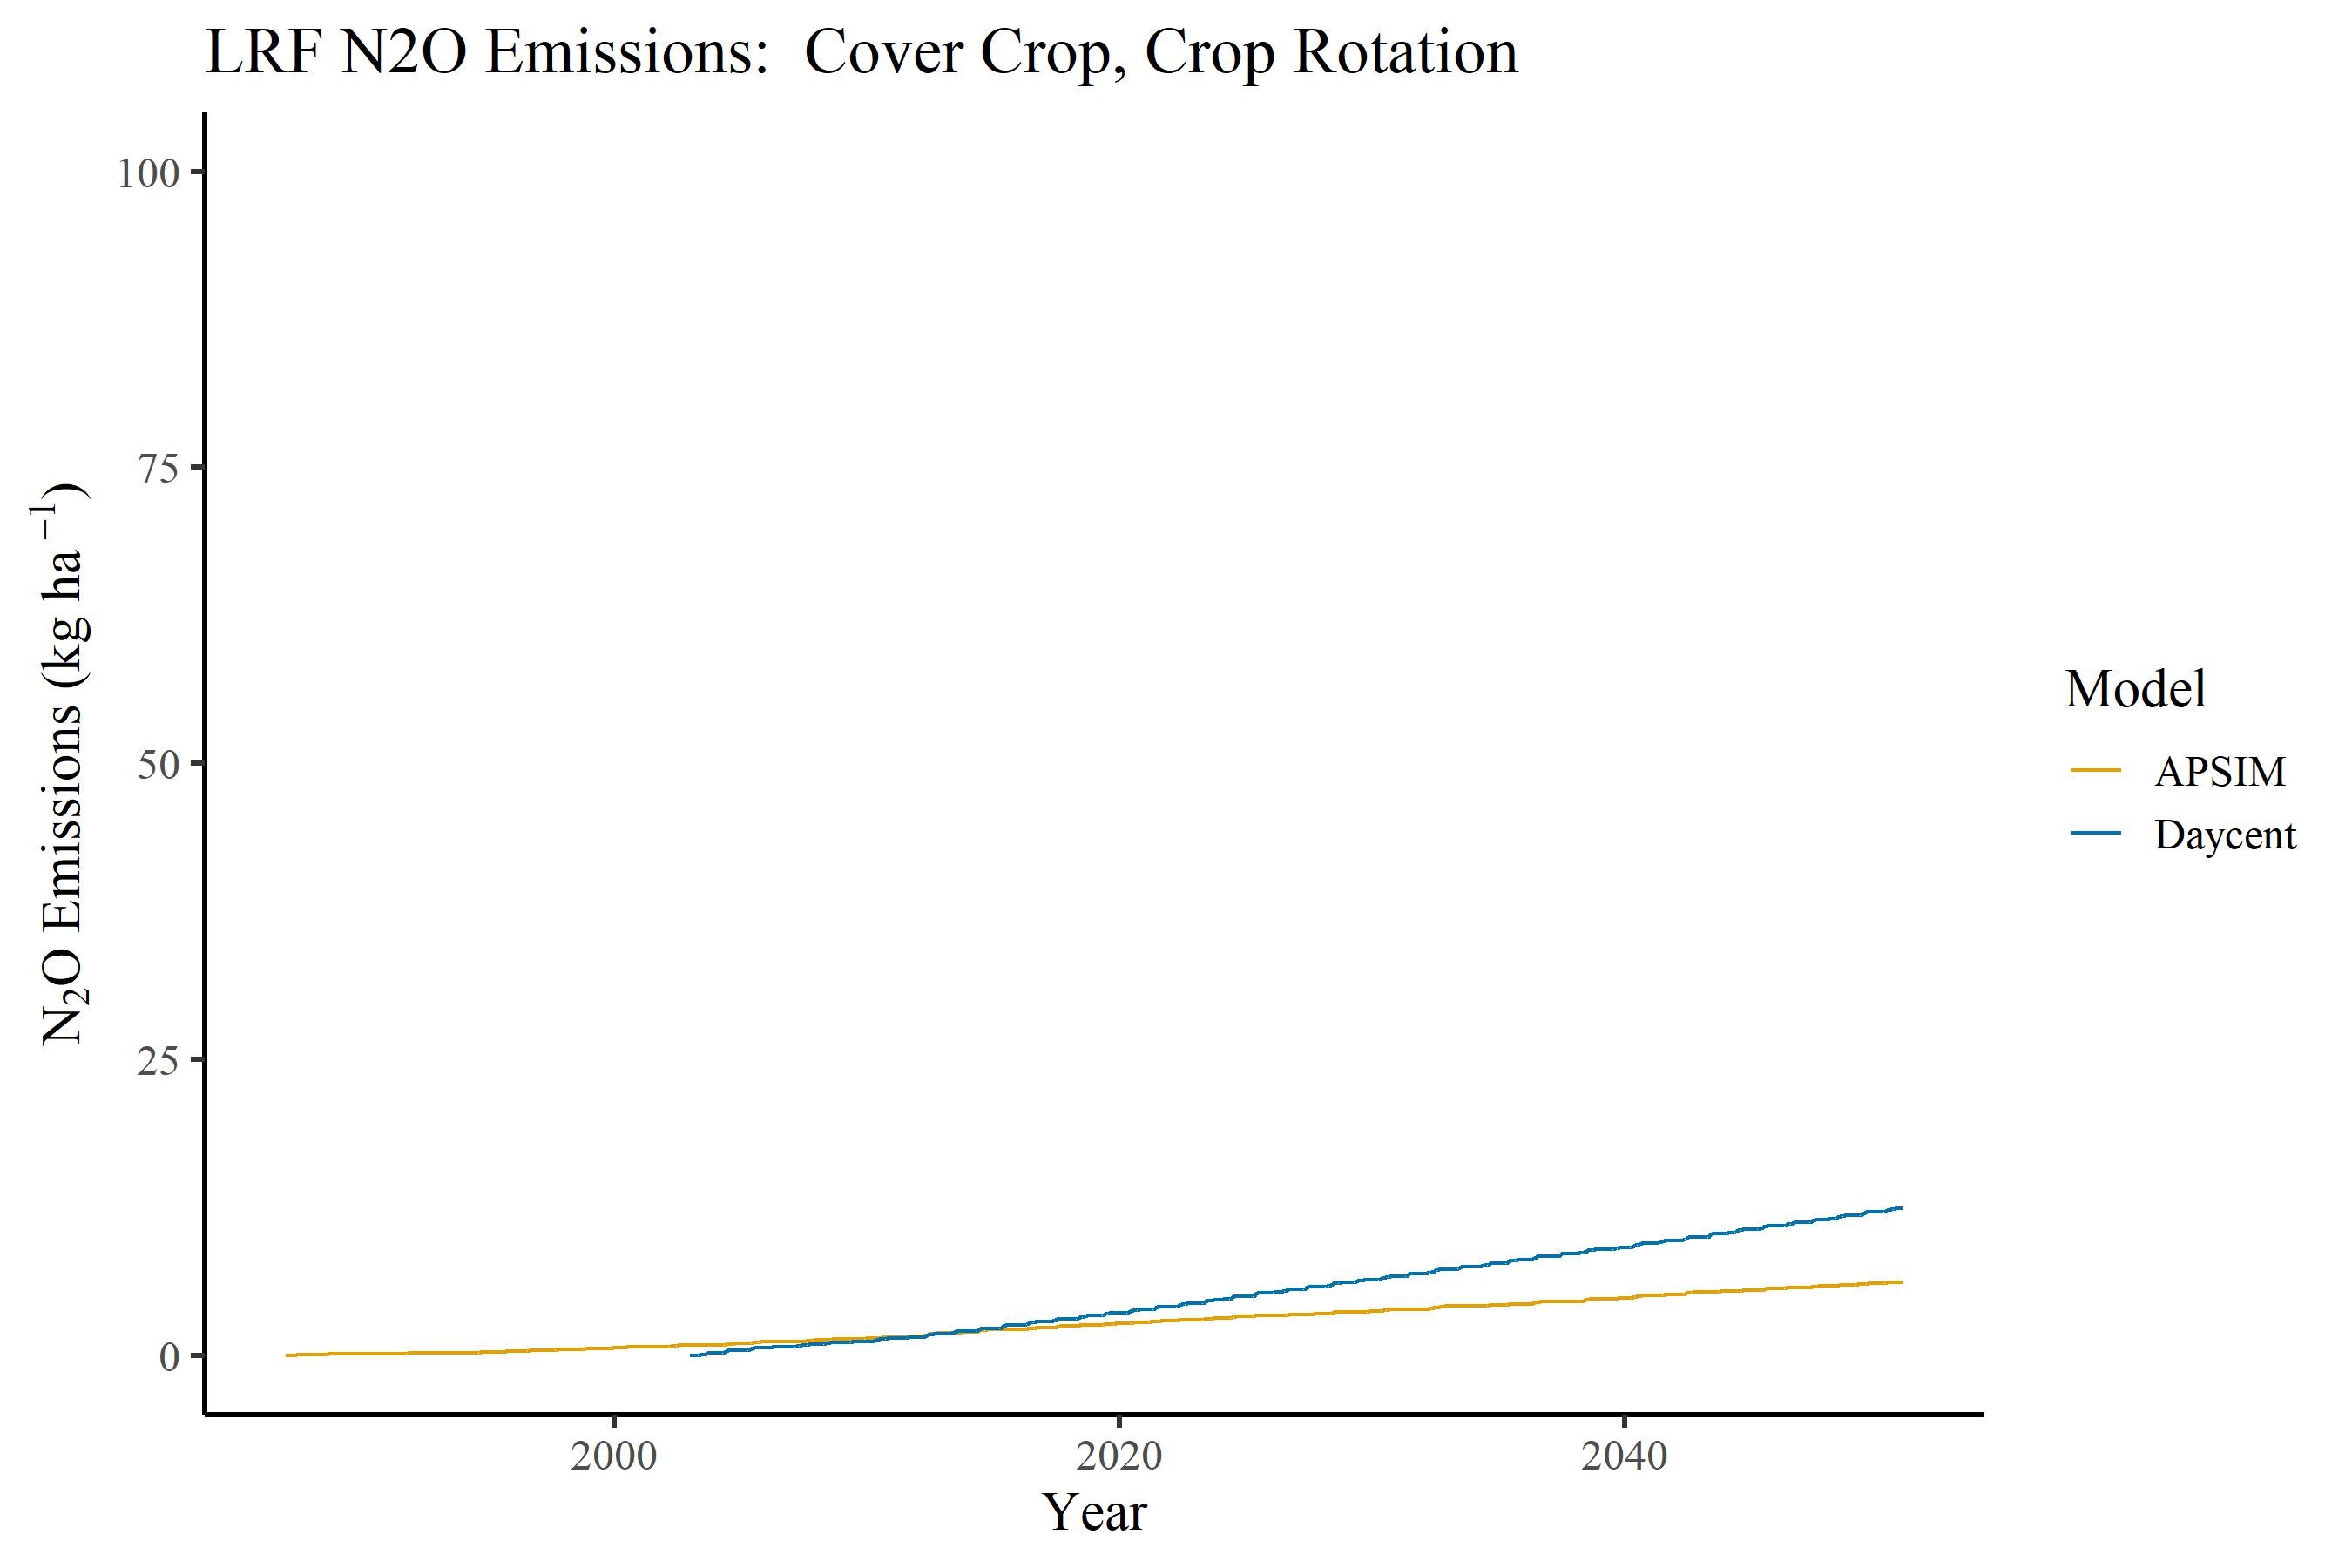 LRF N2O Emissions:  Cover Crop, Crop Rotation
N₂O Emissions (kg ha⁻¹)
100
75
50
25
0
2000 2020 2040
Year
Model
APSIM
Daycent